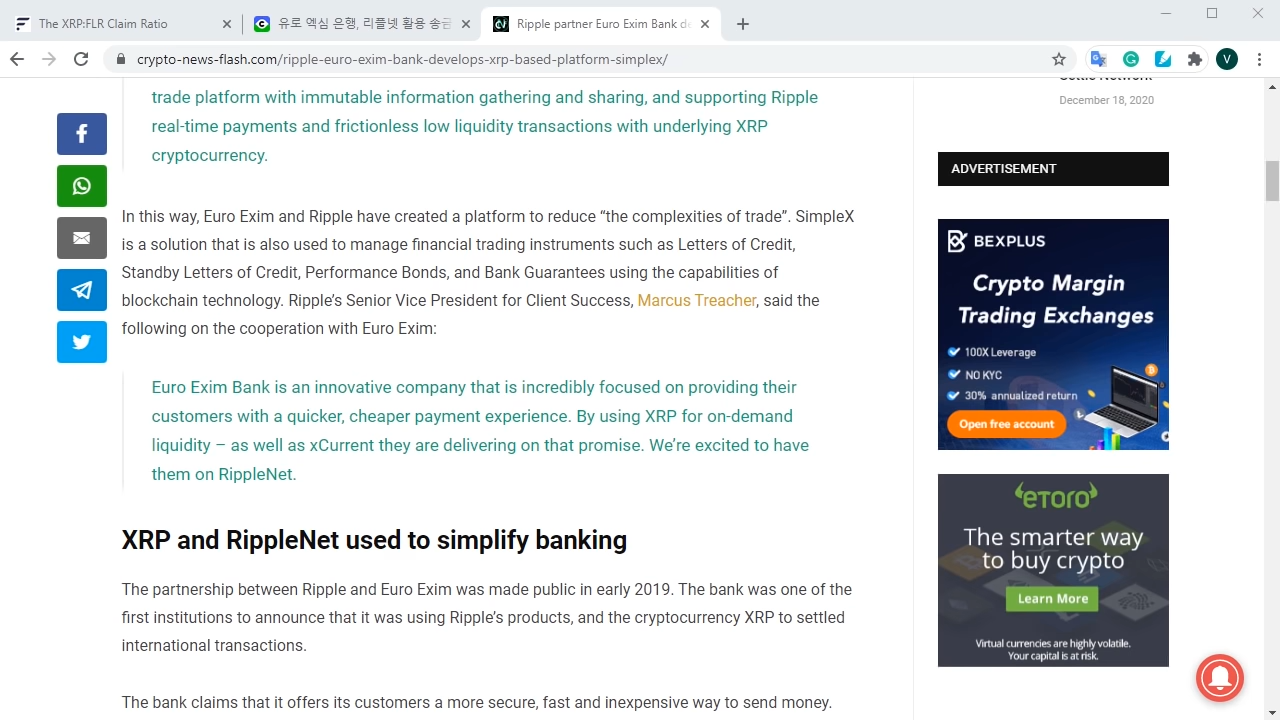 The XRP:FLR Claim Ratio
유로 엑심 은행, 리플넷 활용 송금
Ripple partner Euro Exim Bank de
crypto-news-flash.com/ripple-euro-exim-bank-develops-xrp-based-platform-simplex/
V
trade platform with immutable information gathering and sharing, and supporting Ripple
real-time payments and frictionless low liquidity transactions with underlying XRP
cryptocurrency.
In this way, Euro Exim and Ripple have created a platform to reduce “the complexities of trade”. SimpleX
is a solution that is also used to manage financial trading instruments such as Letters of Credit,
Standby Letters of Credit, Performance Bonds, and Bank Guarantees using the capabilities of
blockchain technology. Ripple’s Senior Vice President for Client Success, Marcus Treacher, said the
following on the cooperation with Euro Exim:
Euro Exim Bank is an innovative company that is incredibly focused on providing their
customers with a quicker, cheaper payment experience. By using XRP for on-demand
liquidity – as well as xCurrent they are delivering on that promise. We’re excited to have
them on RippleNet.
XRP and RippleNet used to simplify banking
The partnership between Ripple and Euro Exim was made public in early 2019. The bank was one of the
first institutions to announce that it was using Ripple’s products, and the cryptocurrency XRP to settled
international transactions.
The bank claims that it offers its customers a more secure, fast and inexpensive way to send money.
December 18, 2020
ADVERTISEMENT
BEXPLUS
Crypto Margin
Trading Exchanges
100X Leverage
NO KYC
30% annualized return
Open free account
eToro
The smarter way
to buy crypto
Learn More
Virtual currencies are highly volatile.
Your capital is at risk.